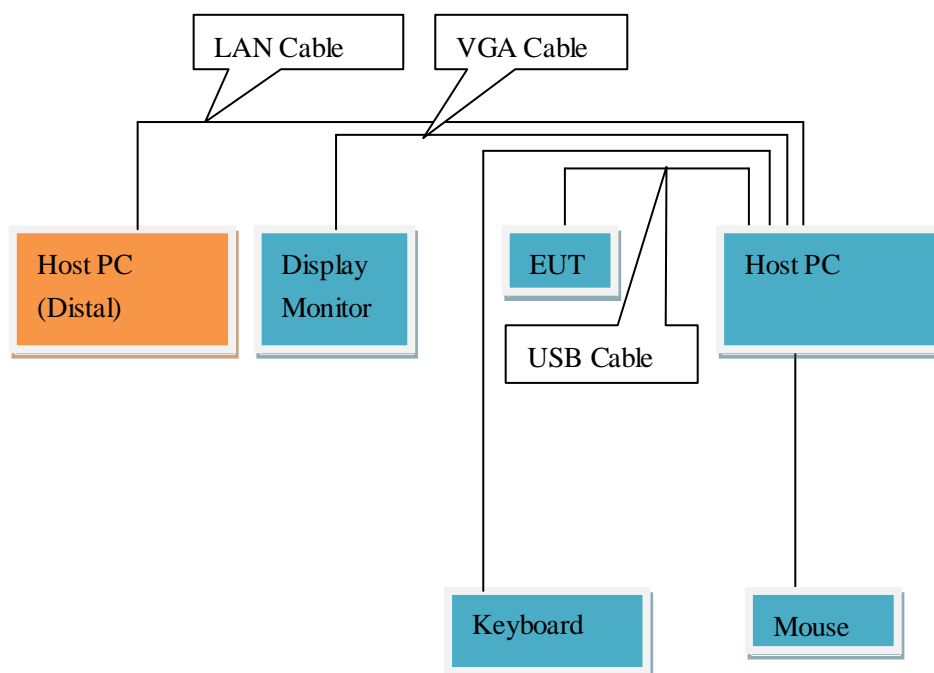 LAN Cable
VGA Cable
Host PC
(Distal)
Display
Monitor
EUT
Host PC
USB Cable
Keyboard
Mouse